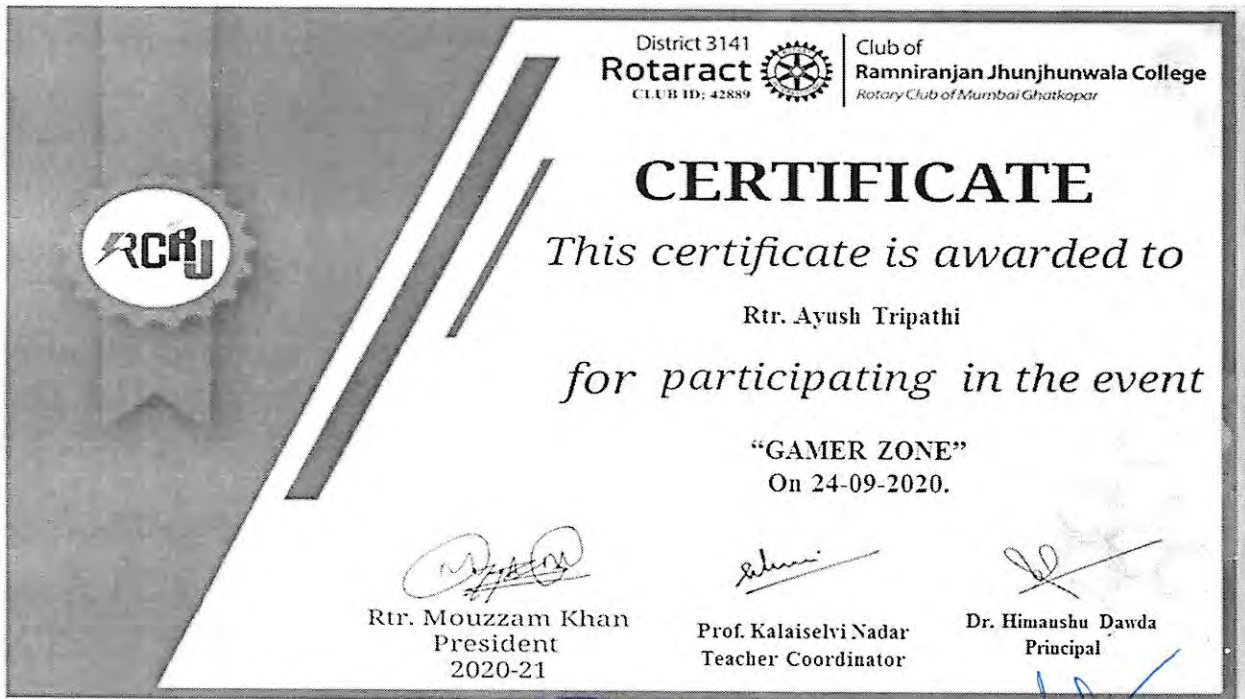 District 3141
Rotaract
CLUB ID; 42889
Club of
Ramniranjan Jhunjhunwala College
Rotary Club of Mumbai Ghatkopar
RCRJ
CERTIFICATE
This certificate is awarded to
Rtr. Ayush Tripathi
for participating in the event
“GAMER ZONE”
On 24-09-2020.
Rtr. Mouzzam Khan
President
2020-21
Prof. Kalaiselvi Nadar
Teacher Coordinator
Dr. Himanshu Dawda
Principal